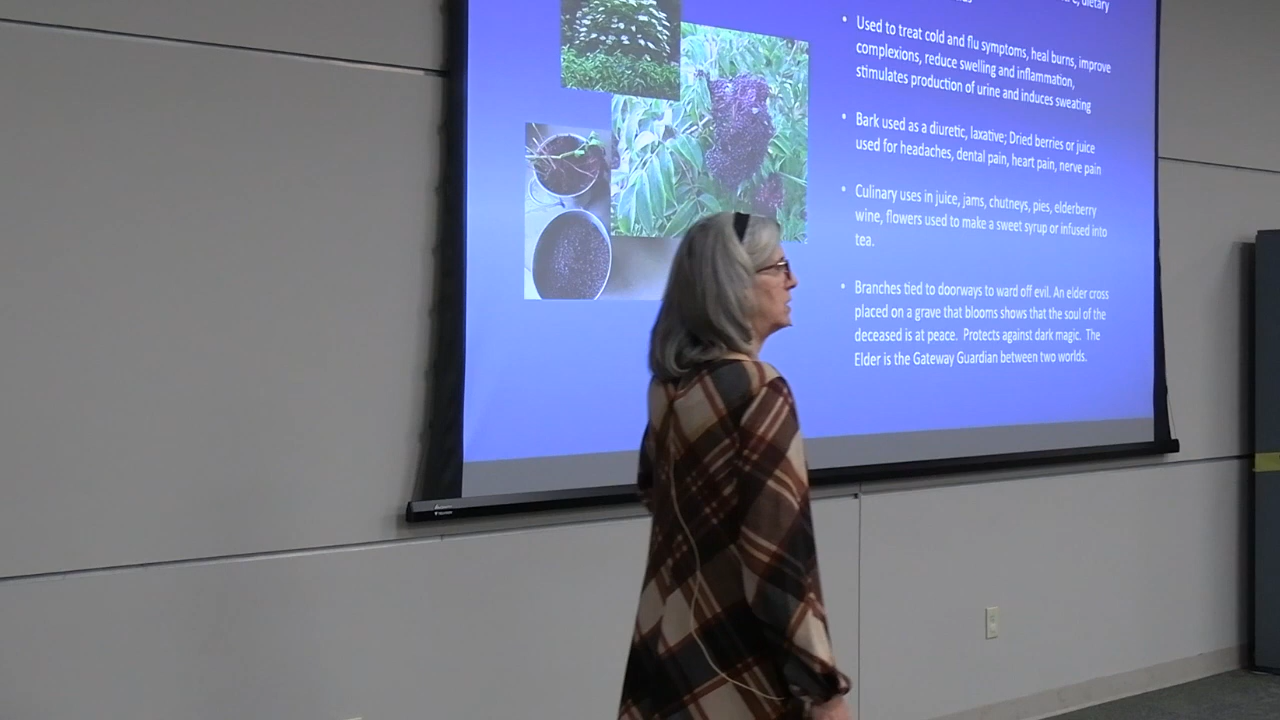 dietary
• Used to treat cold and flu symptoms, heal burns, improve
complexions, reduce swelling and inflammation,
stimulates production of urine and induces sweating
• Bark used as a diuretic, laxative; Dried berries or juice
used for headaches, dental pain, heart pain, nerve pain
• Culinary uses in juice, jams, chutneys, pies, elderberry
wine, flowers used to make a sweet syrup or infused into
tea.
• Branches tied to doorways to ward off evil. An elder cross
placed on a grave that blooms shows that the soul of the
deceased is at peace. Protects against dark magic. The
Elder is the Gateway Guardian between two worlds.